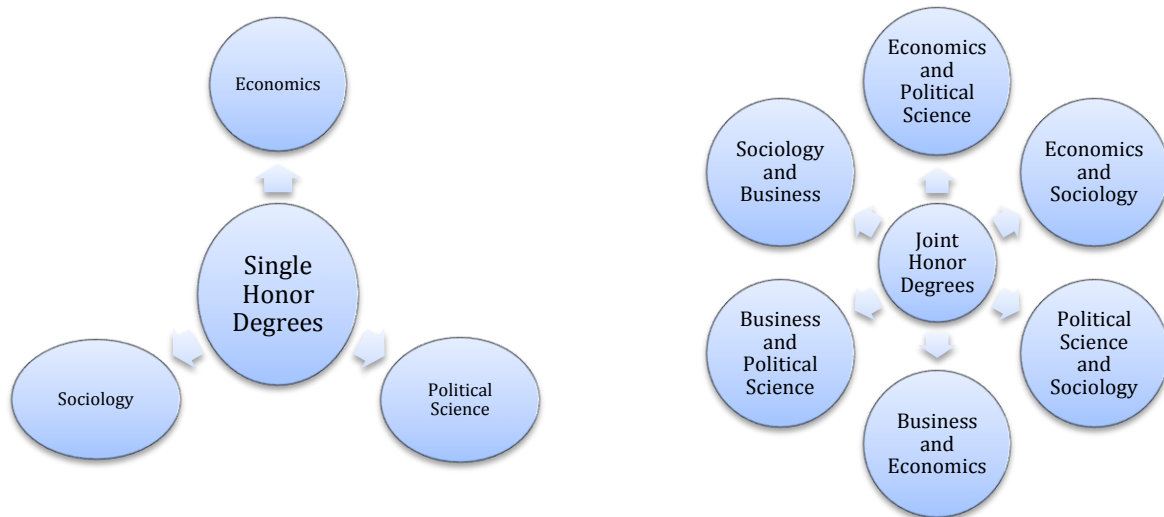 Economics
Single
Honor
Degrees
Sociology
Political
Science
Economics
and
Political
Science
Sociology
and
Business
Economics
and
Sociology
Joint
Honor
Degrees
Business
and
Political
Science
Political
Science
and
Sociology
Business
and
Economics